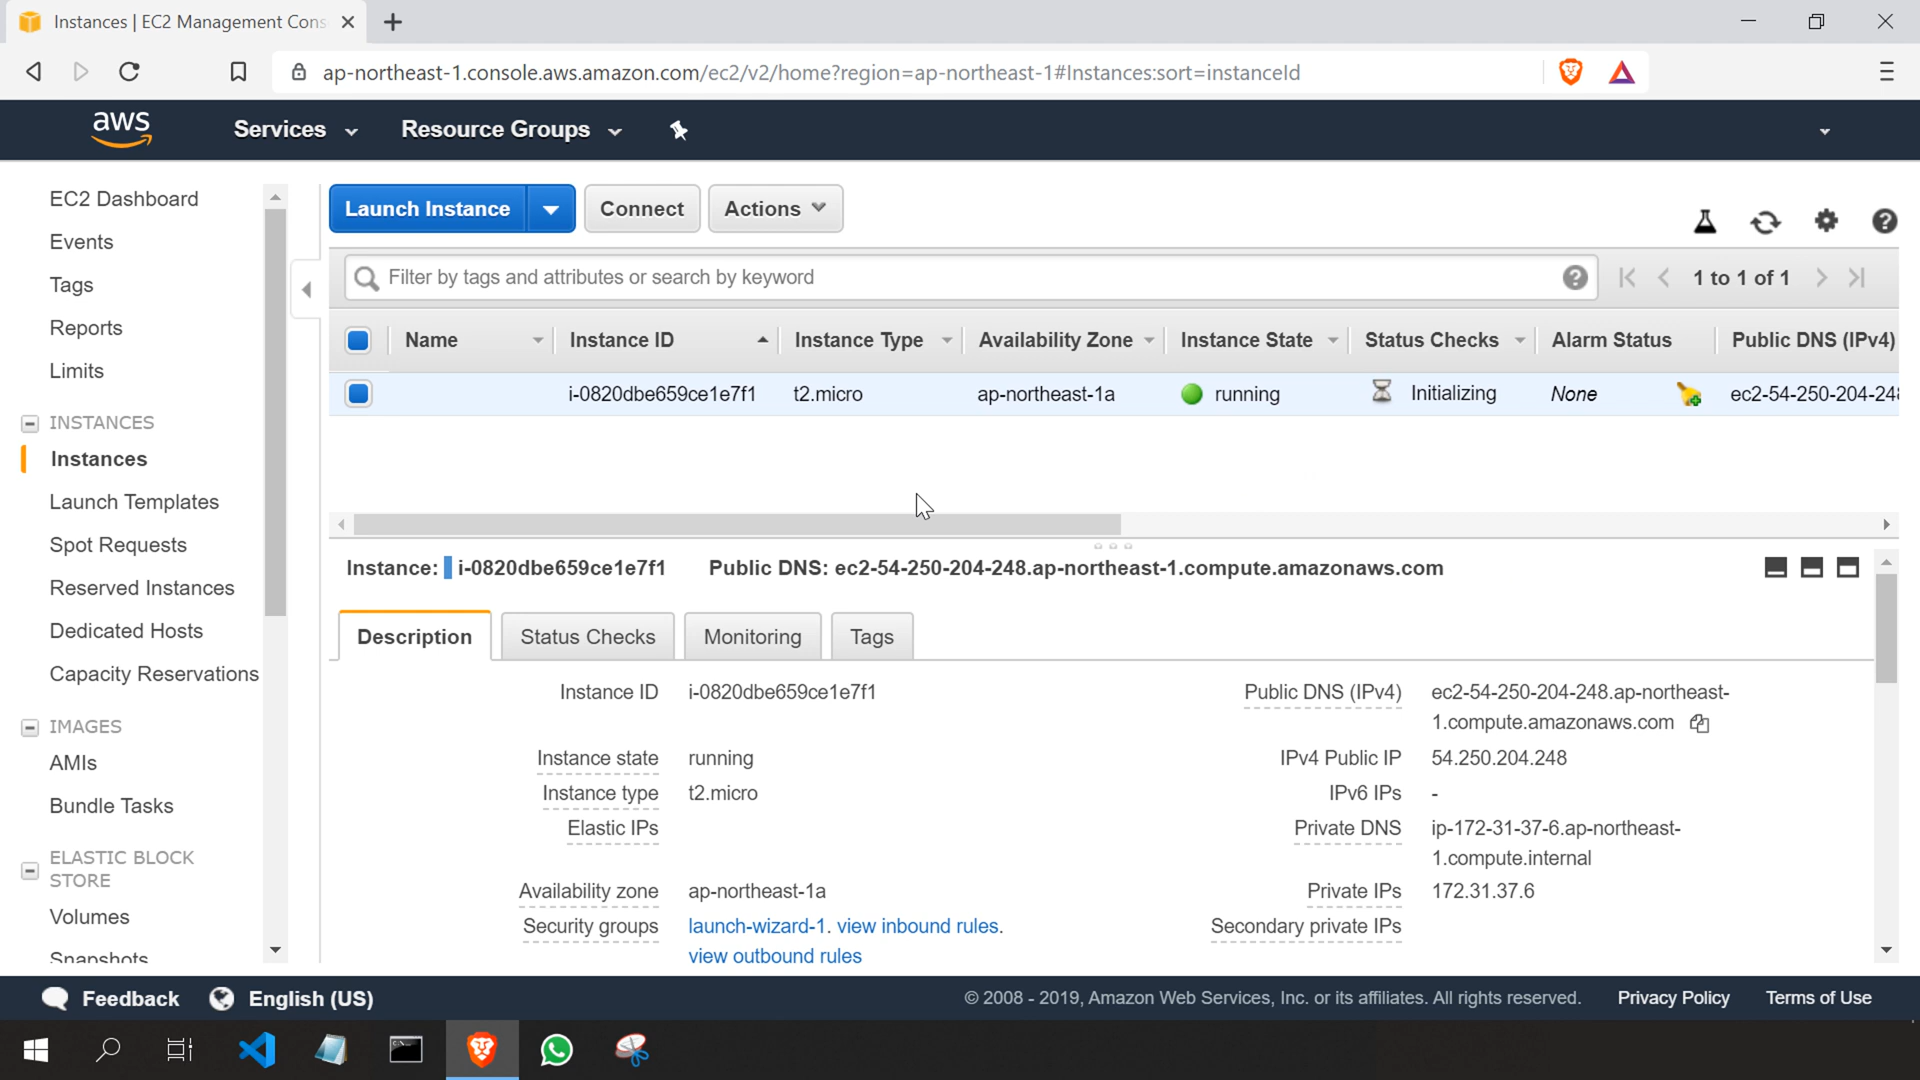 Instances | EC2 Management Cons
ap-northeast-1.console.aws.amazon.com/ec2/v2/home?region=ap-northeast-1#Instances:sort=instanceId
aws
Services
Resource Groups
EC2 Dashboard
Events
Tags
Reports
Limits
INSTANCES
Instances
Launch Templates
Spot Requests
Reserved Instances
Dedicated Hosts
Capacity Reservations
IMAGES
AMIs
Bundle Tasks
ELASTIC BLOCK
STORE
Volumes
Snapshots
Launch Instance
Connect
Actions
Filter by tags and attributes or search by keyword
1 to 1 of 1
Name Instance ID Instance Type Availability Zone Instance State Status Checks Alarm Status Public DNS (IPv4)
i-0820dbe659ce1e7f1 t2.micro ap-northeast-1a running Initializing None ec2-54-250-204-248
Instance: i-0820dbe659ce1e7f1 Public DNS: ec2-54-250-204-248.ap-northeast-1.compute.amazonaws.com
Description Status Checks Monitoring Tags
Instance ID i-0820dbe659ce1e7f1
Instance state running
Instance type t2.micro
Elastic IPs
Availability zone ap-northeast-1a
Security groups launch-wizard-1. view inbound rules.
view outbound rules
Public DNS (IPv4) ec2-54-250-204-248.ap-northeast-
1.compute.amazonaws.com
IPv4 Public IP 54.250.204.248
IPv6 IPs -
Private DNS ip-172-31-37-6.ap-northeast-
1.compute.internal
Private IPs 172.31.37.6
Secondary private IPs
Feedback English (US)
© 2008 - 2019, Amazon Web Services, Inc. or its affiliates. All rights reserved. Privacy Policy Terms of Use